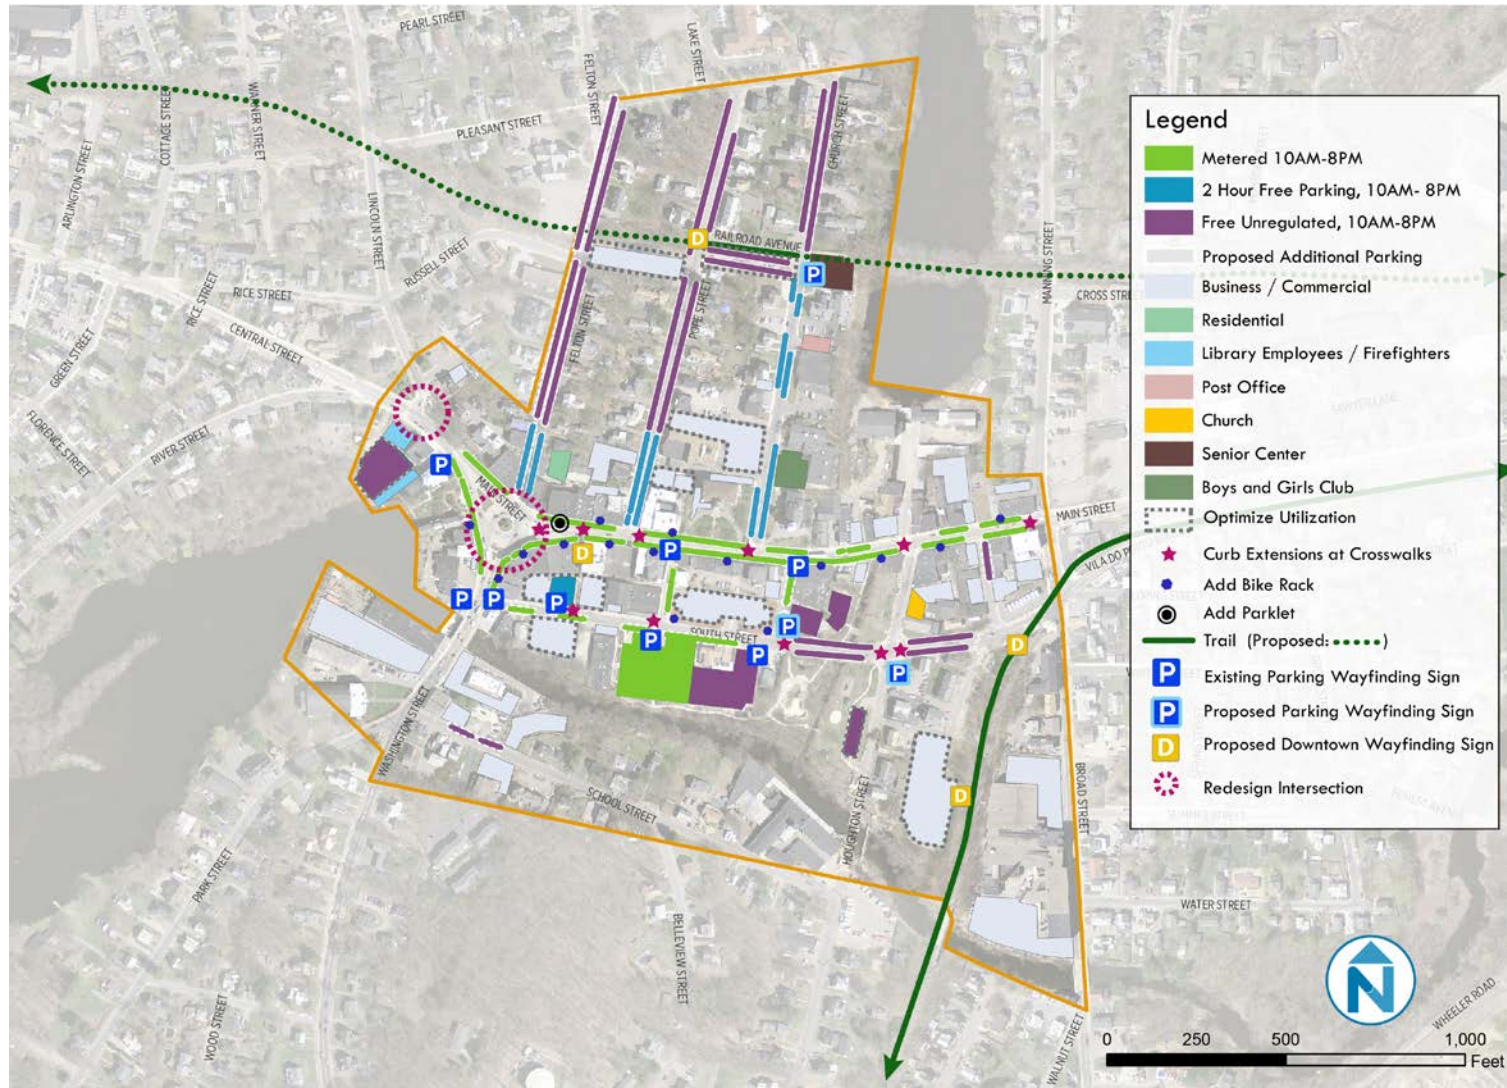 PEARL STREET
LAKE STREET
FELTON STREET
WARNER STREET
COTTAGE STREET
PLEASANT STREET
CHURCH STREET
ARLINGTON STREET
LINCOLN STREET
D
RAILROAD AVENUE
RUSSELL STREET
MANNING STREET
P
RICE STREET
RICE STREET
CENTRAL STREET
GREEN STREET
FELTON STREET
POPE STREET
FLORENCE STREET
RIVER STREET
P
MAIN STREET
MAIN STREET
P
P
D
P
P
P
P
P
SOUTH STREET
P
P
D
WASHINGTON STREET
SCHOOL STREET
HOUGHTON STREET
D
BROAD STREET
PARK STREET
BELLEVIEW STREET
WATER STREET
WOOD STREET
WALNUT STREET
WHEELER ROAD
Legend
Metered 10AM-8PM
2 Hour Free Parking, 10AM- 8PM
Free Unregulated, 10AM-8PM
Proposed Additional Parking
Business / Commercial
Residential
Library Employees / Firefighters
Post Office
Church
Senior Center
Boys and Girls Club
Optimize Utilization
Curb Extensions at Crosswalks
Add Bike Rack
Add Parklet
Trail (Proposed: )
P Existing Parking Wayfinding Sign
P Proposed Parking Wayfinding Sign
D Proposed Downtown Wayfinding Sign
Redesign Intersection
N
0 250 500 1,000
Feet